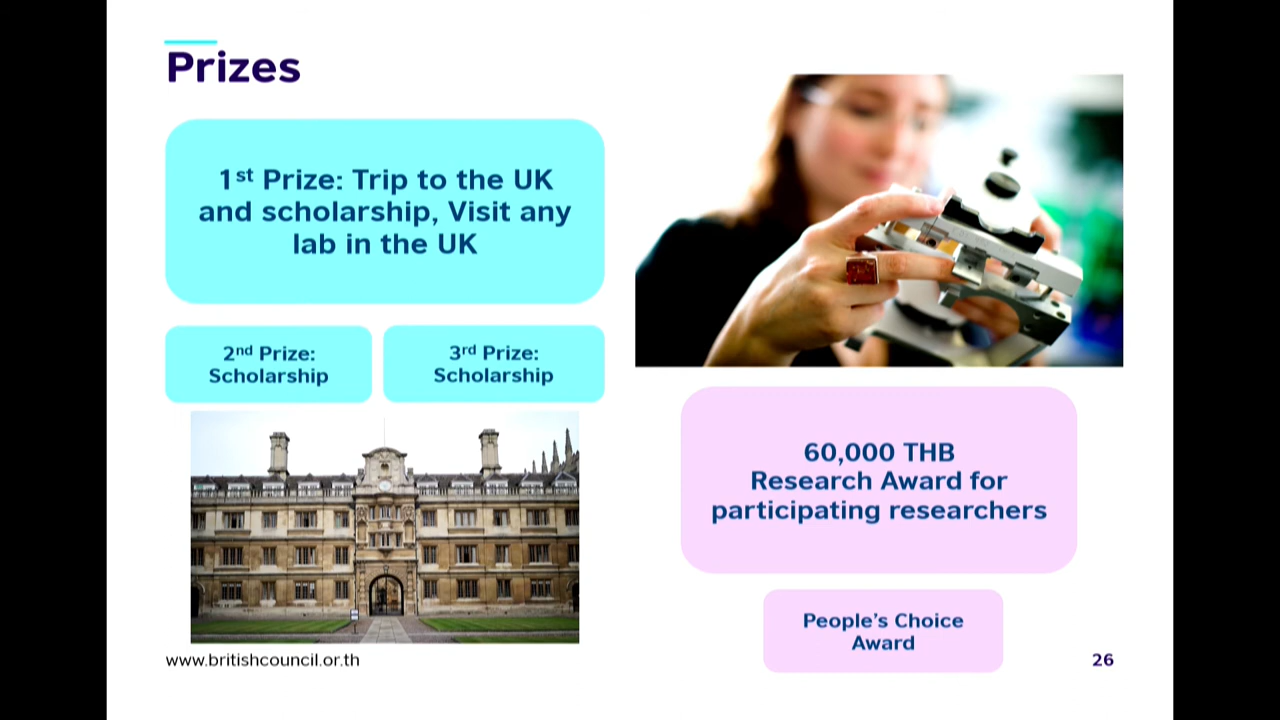 Prizes
1st Prize: Trip to the UK
and scholarship, Visit any
lab in the UK
2nd Prize:
Scholarship
3rd Prize:
Scholarship
60,000 THB
Research Award for
participating researchers
People's Choice
Award
www.britishcouncil.or.th
26